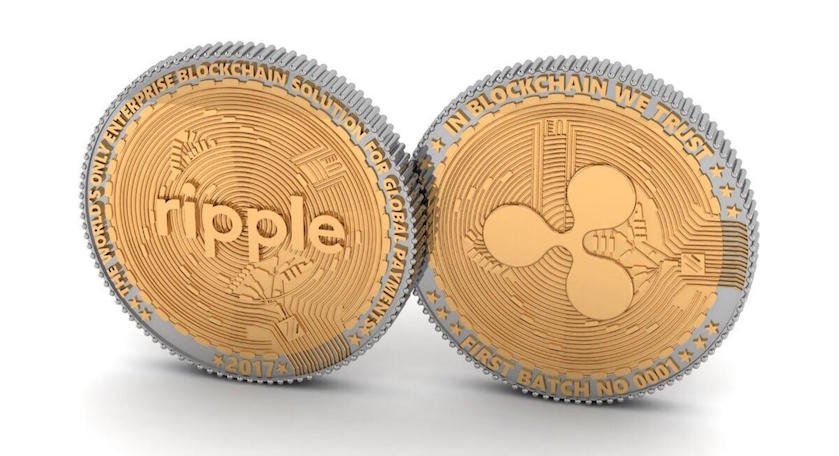 THE WORLD'S ONLY ENTERPRISE BLOCKCHAIN SOLUTION FOR GLOBAL PAYMENTS
ripple
2017
IN BLOCKCHAIN WE TRUST
FIRST BATCH NO 0001